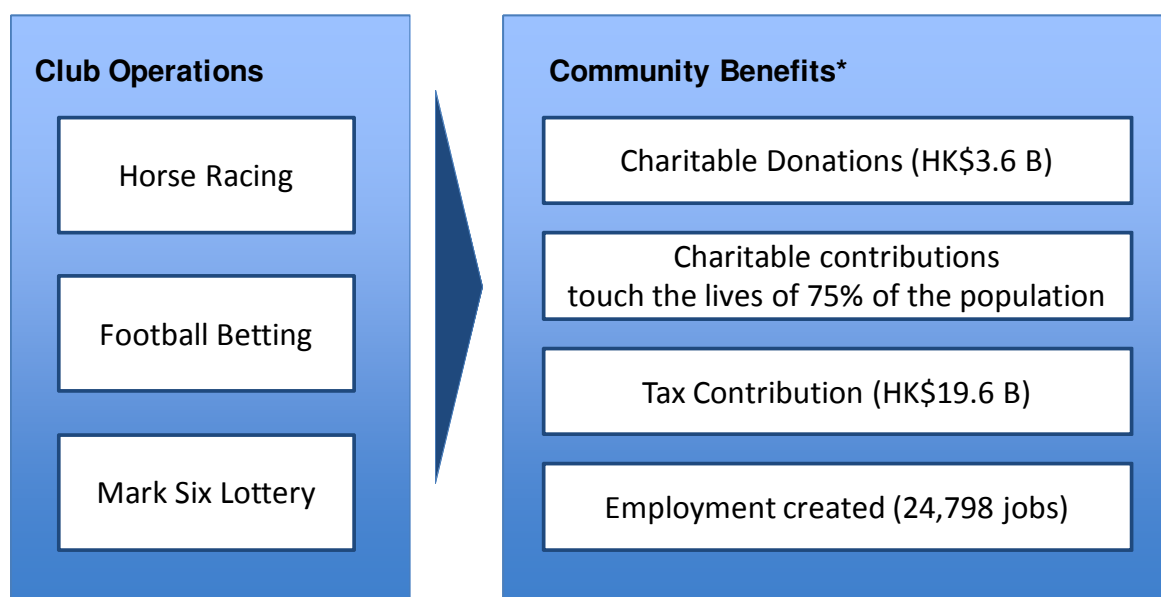 Club Operations
Horse Racing
Football Betting
Mark Six Lottery
Community Benefits*
Charitable Donations (HK$3.6 B)
Charitable contributions
touch the lives of 75% of the population
Tax Contribution (HK$19.6 B)
Employment created (24,798 jobs)